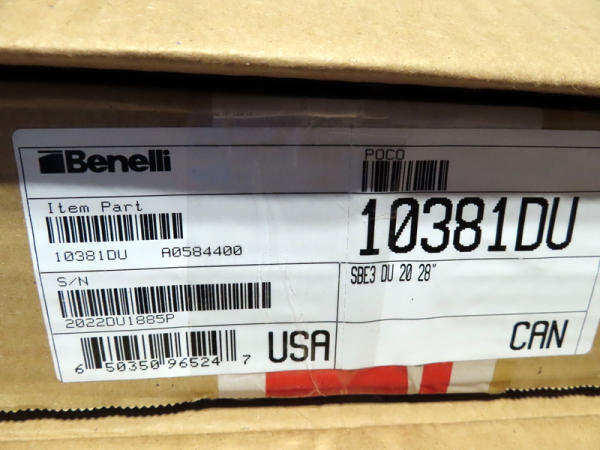 Benelli
POCO
Item Part
10381DU A0584400
10381DU
S/N
2022DU1885P
SBE3 DU 20 28"
6 50350 96524 7
USA
CAN